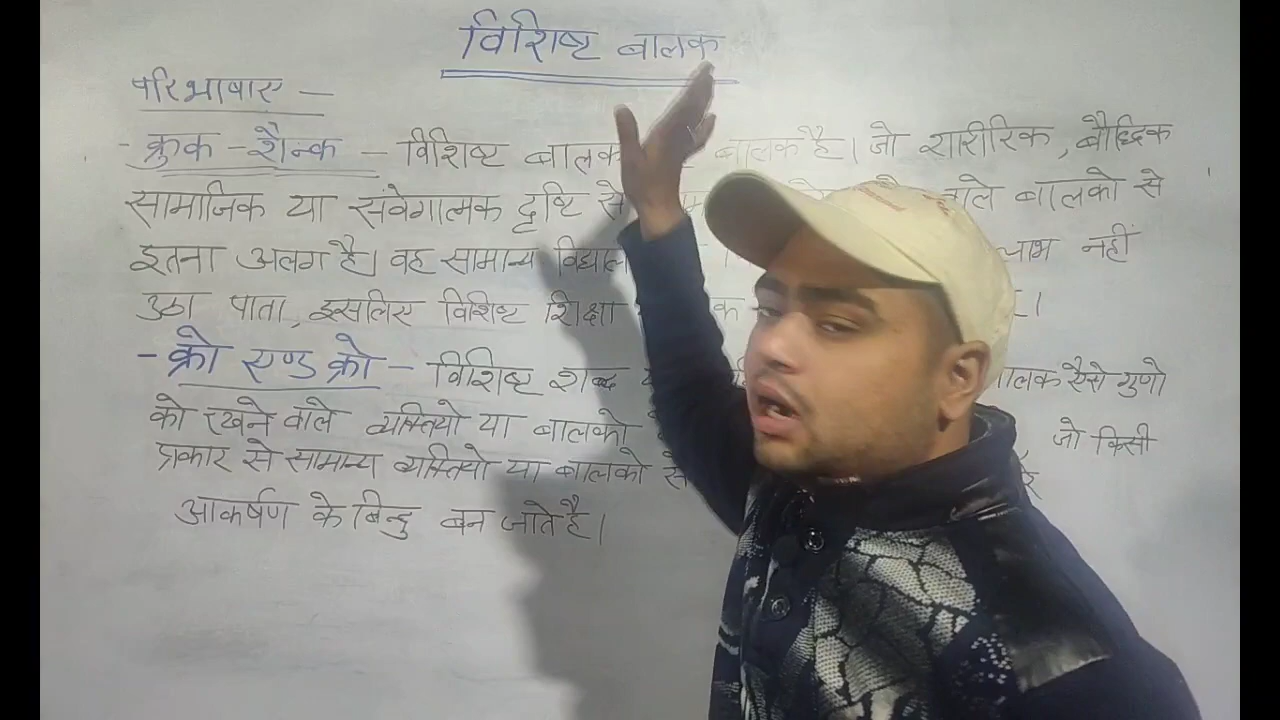 विशिष्ट बालक
परिभाषाए —
- क्रुक - शैन्क - विशिष्ट बालक बालक है। जो शारीरिक, बौद्धिक
सामाजिक या संवेगात्मक दृष्टि से वाले बालको से
इतना अलग है। वह सामान्य लाभ नहीं
उठा पाता, इसलिए विशिष्ट शिक्षा
- क्रो एण्ड क्रो - विशिष्ट शब्द ऐसे गुणो
को रखने वाले व्यक्तियो या बालको जो किसी
प्रकार से सामान्य व्यक्तियो या बालको से
आकर्षण के बिन्दु बन जाते है।